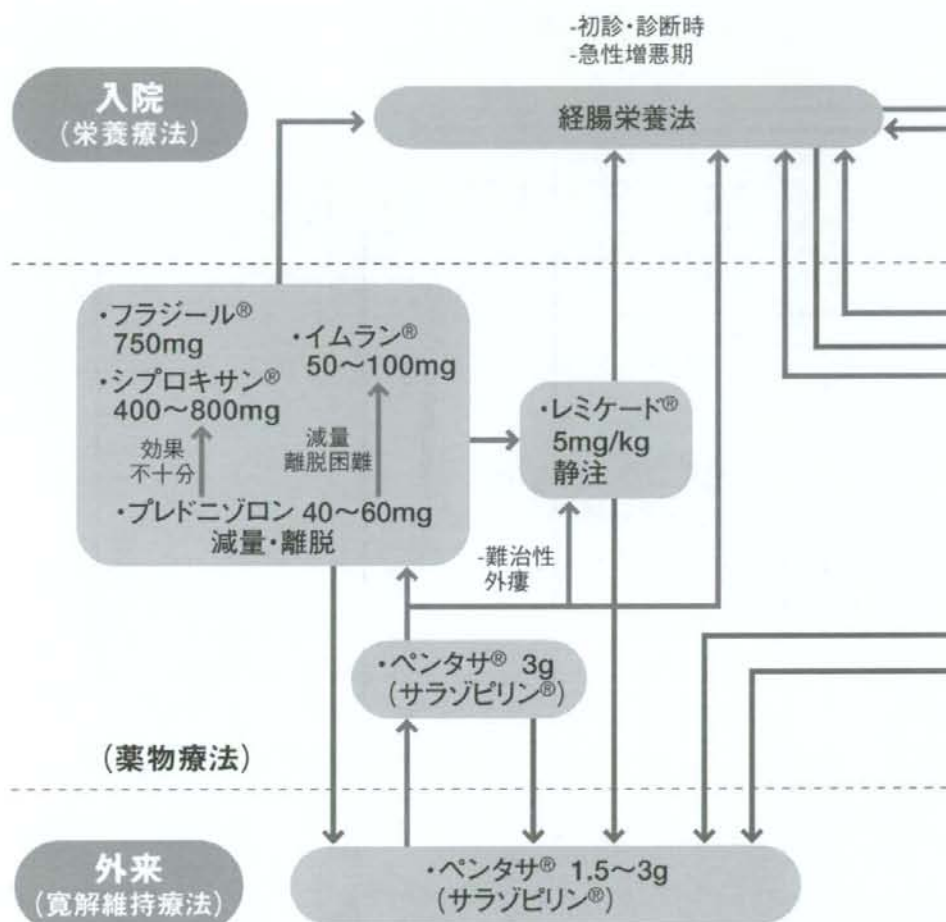 -初診・診断時
-急性増悪期
入院
(栄養療法)
経腸栄養法
・フラジール®
750mg
・シプロキサン®
400～800mg
・イムラン®
50～100mg
効果
不十分
減量
離脱困難
・プレドニゾロン 40～60mg
減量・離脱
・レミケード®
5mg/kg
静注
-難治性
外瘻
・ペンタサ® 3g
(サラゾピリン®)
(薬物療法)
外来
(寛解維持療法)
・ペンタサ® 1.5～3g
(サラゾピリン®)